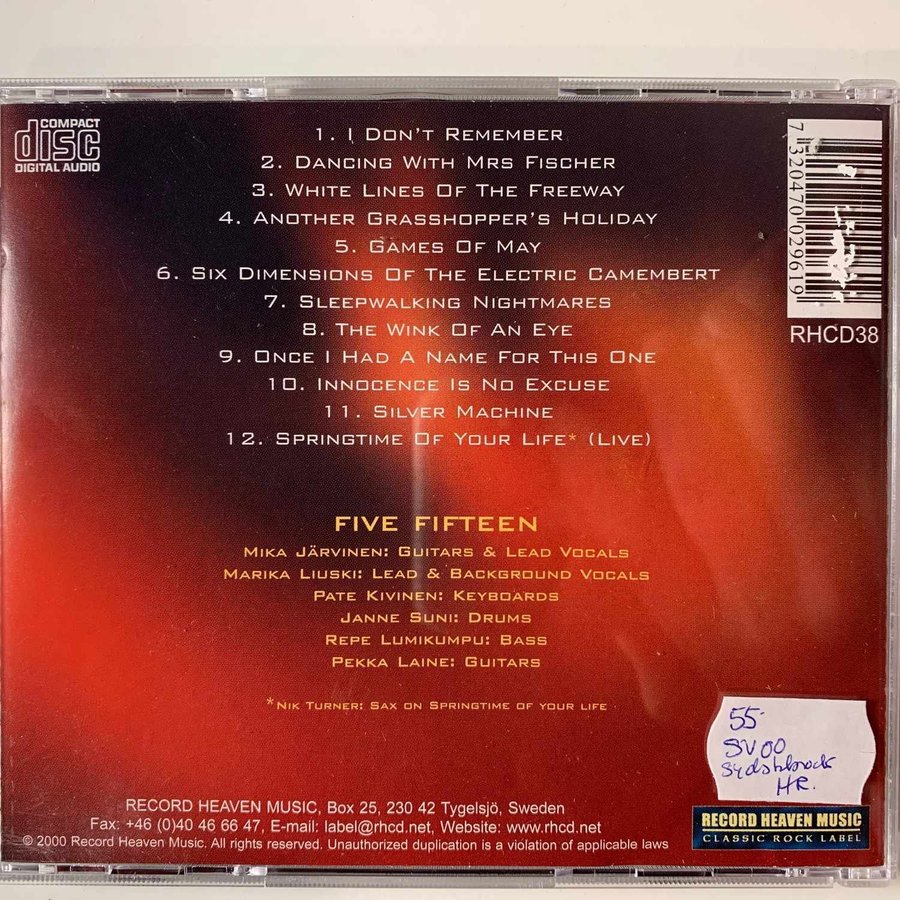 COMPACT
disc
DIGITAL AUDIO
1. I Don't Remember
2. Dancing With Mrs Fischer
3. White Lines Of The Freeway
4. Another Grasshopper's Holiday
5. Games Of May
6. Six Dimensions Of The Electric Camembert
7. Sleepwalking Nightmares
8. The Wink Of An Eye
9. Once I Had A Name For This One
10. Innocence Is No Excuse
11. Silver Machine
12. Springtime Of Your Life* (Live)
7 320470 029619
RHCD38
FIVE FIFTEEN
Mika Järvinen: Guitars & Lead Vocals
Marika Liuski: Lead & Background Vocals
Pate Kivinen: Keyboards
Janne Suni: Drums
Repe Lumikumpu: Bass
Pekka Laine: Guitars
*Nik Turner: Sax on Springtime of your life
55-
SV00
HR.
RECORD HEAVEN MUSIC, Box 25, 230 42 Tygelsjö, Sweden
Fax: +46 (0)40 46 66 47, E-mail: label@rhcd.net, Website: www.rhcd.net
© 2000 Record Heaven Music. All rights reserved. Unauthorized duplication is a violation of applicable laws
RECORD HEAVEN MUSIC
CLASSIC ROCK LABEL